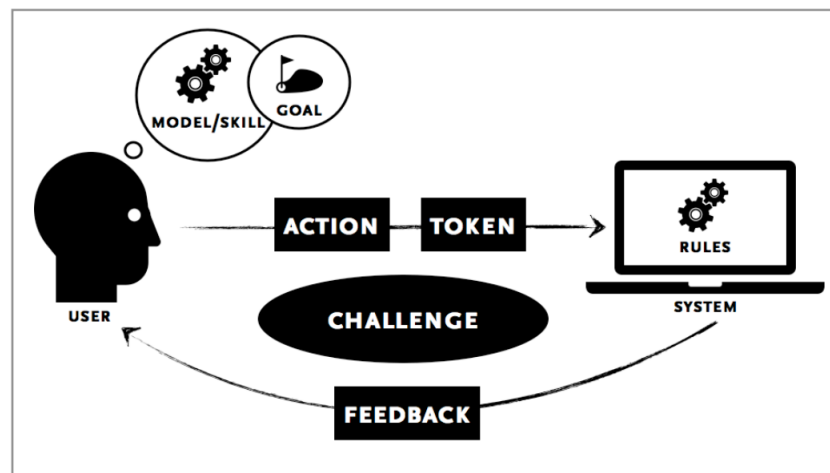 MODEL/SKILL
GOAL
ACTION
TOKEN
RULES
USER
SYSTEM
CHALLENGE
FEEDBACK